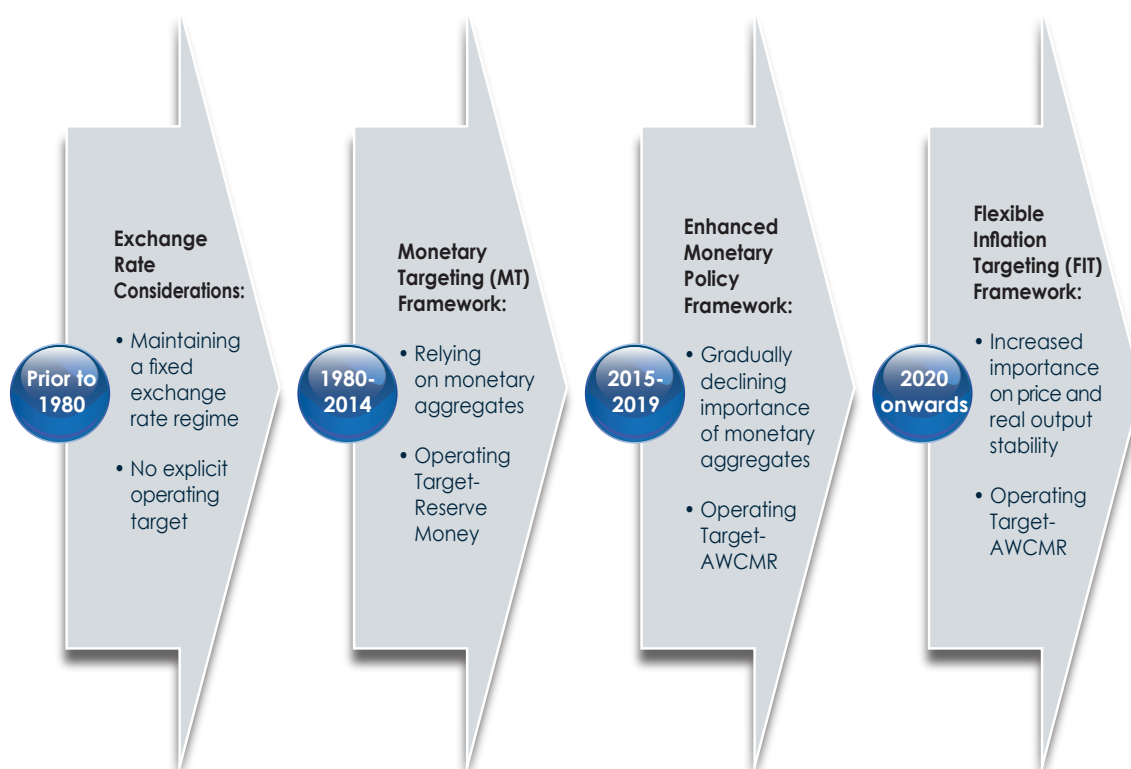 Prior to
1980
Exchange
Rate
Considerations:
• Maintaining
a fixed
exchange
rate regime
• No explicit
operating
target
1980-
2014
Monetary
Targeting (MT)
Framework:
• Relying
on monetary
aggregates
• Operating
Target-
Reserve
Money
2015-
2019
Enhanced
Monetary
Policy
Framework:
• Gradually
declining
importance
of monetary
aggregates
• Operating
Target-
AWCMR
2020
onwards
Flexible
Inflation
Targeting (FIT)
Framework:
• Increased
importance
on price and
real output
stability
• Operating
Target-
AWCMR